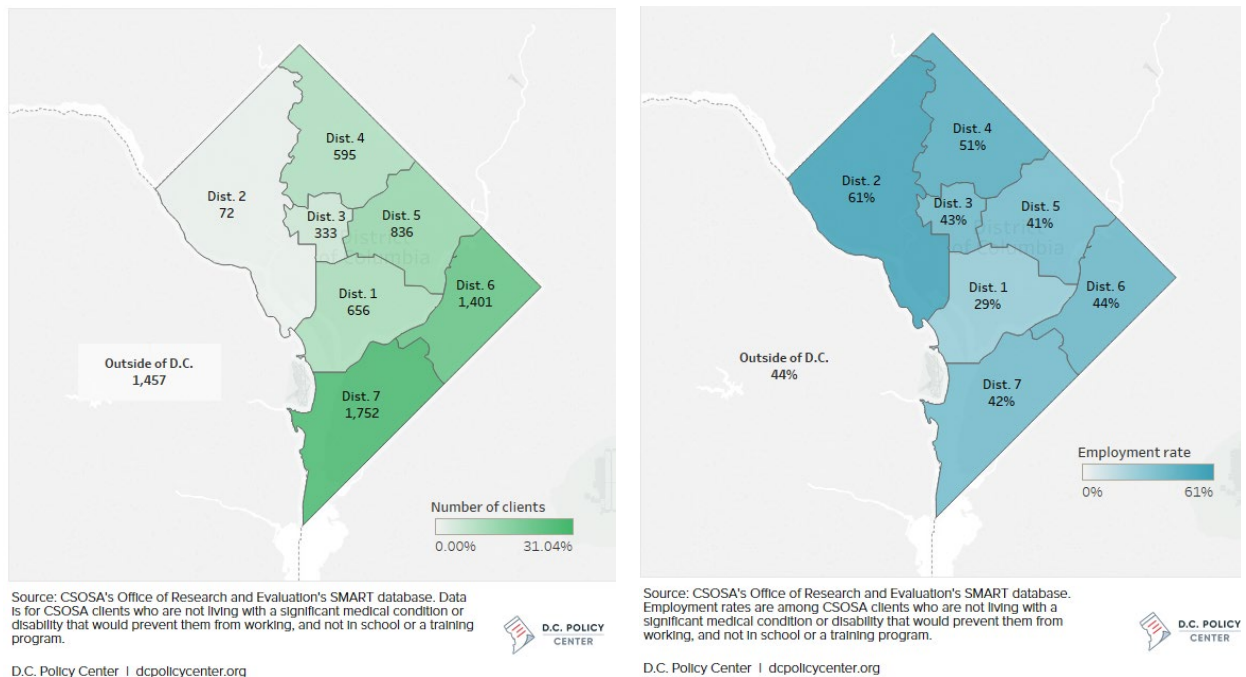 Dist. 4
595
Dist. 2
72
Dist. 3
333
Dist. 5
836
District
of Columbia
Dist. 6
1,401
Dist. 1
656
Outside of D.C.
1,457
Dist. 7
1,752
Number of clients
0.00% 31.04%
Source: CSOSA's Office of Research and Evaluation's SMART database. Data
is for CSOSA clients who are not living with a significant medical condition or
disability that would prevent them from working, and not in school or a training
program.
D.C. POLICY
CENTER
D.C. Policy Center | dcpolicycenter.org
Dist. 4
51%
Dist. 2
61%
Dist. 3
43%
Dist. 5
41%
District
of Columbia
Dist. 1
29%
Dist. 6
44%
Outside of D.C.
44%
Dist. 7
42%
Employment rate
0% 61%
Source: CSOSA's Office of Research and Evaluation's SMART database.
Employment rates are among CSOSA clients who are not living with a
significant medical condition or disability that would prevent them from
working, and not in school or a training program.
D.C. POLICY
CENTER
D.C. Policy Center | dcpolicycenter.org